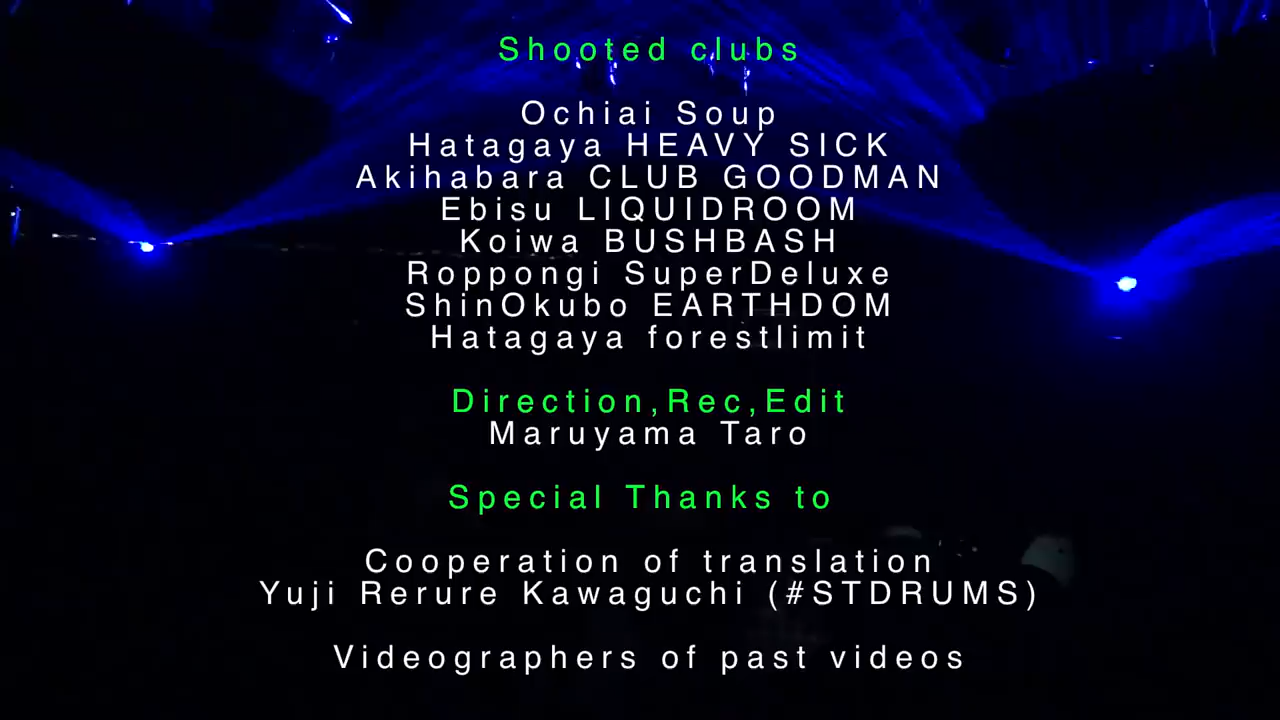 Shooted clubs
Ochiai Soup
Hatagaya HEAVY SICK
Akihabara CLUB GOODMAN
Ebisu LIQUIDROOM
Koiwa BUSHBASH
Roppongi SuperDeluxe
ShinOkubo EARTHDOM
Hatagaya forestlimit
Direction,Rec,Edit
Maruyama Taro
Special Thanks to
Cooperation of translation
Yuji Rerure Kawaguchi (#STDRUMS)
Videographers of past videos